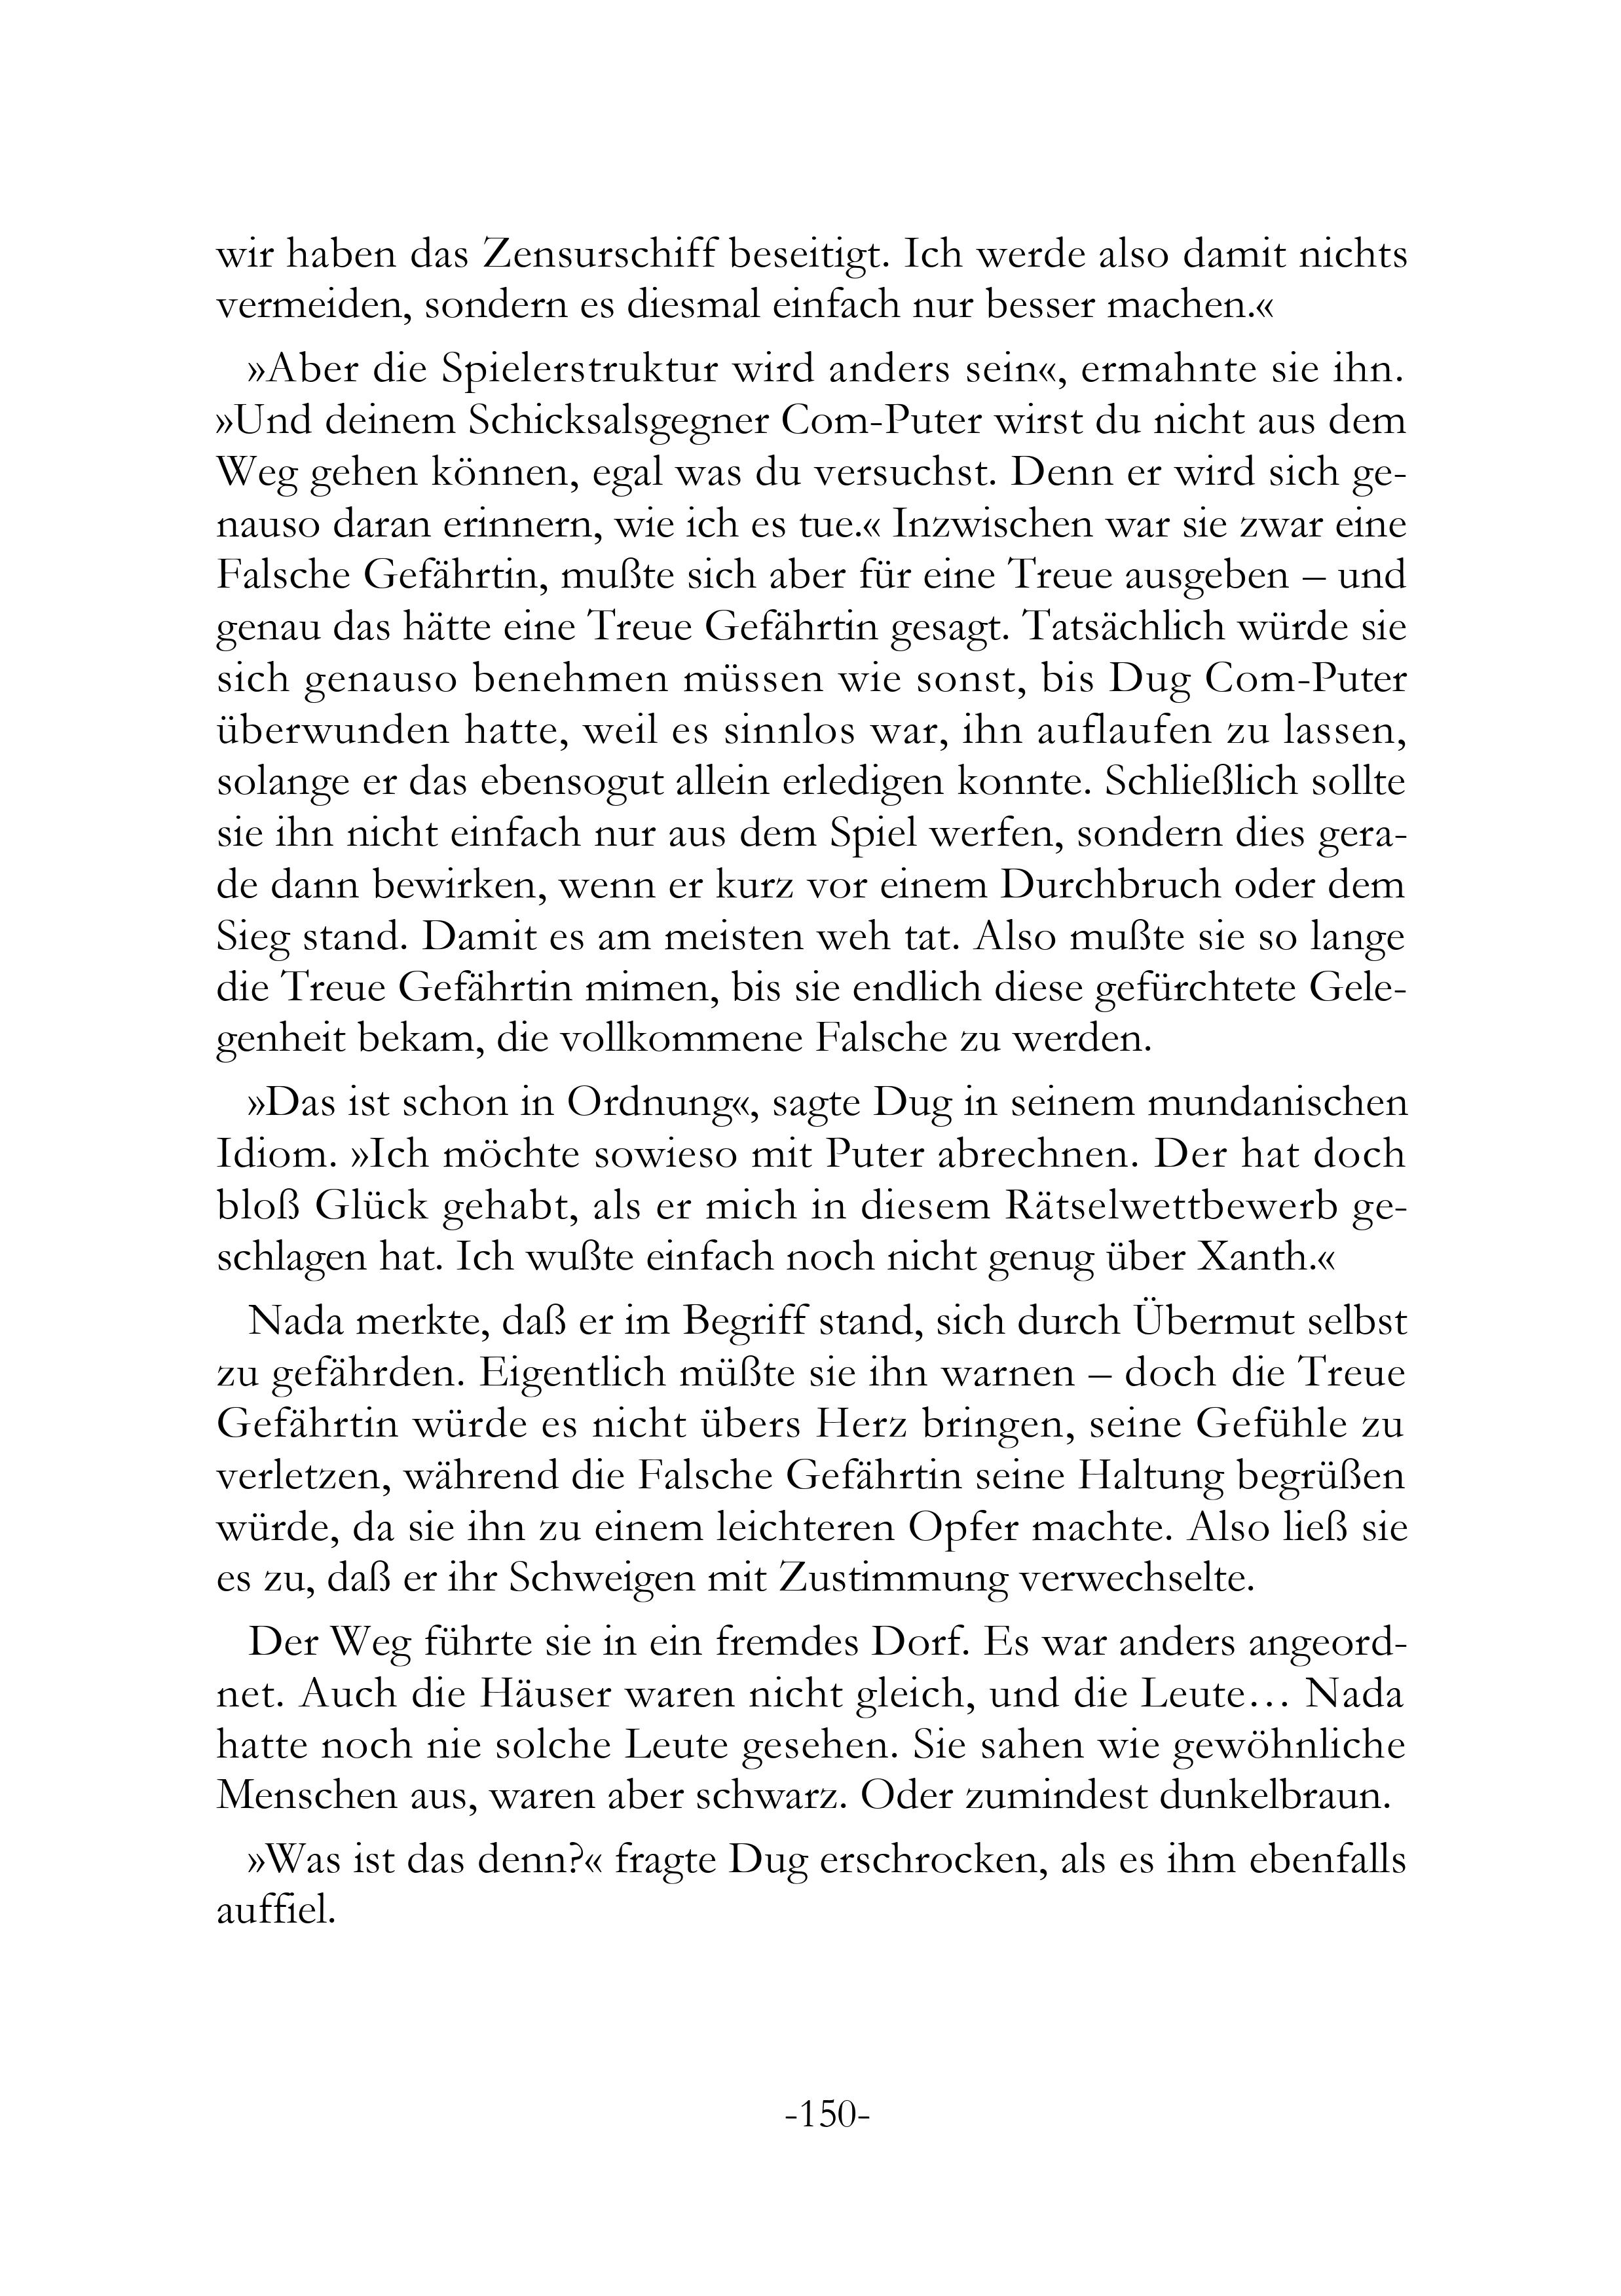 wir haben das Zensurschiff beseitigt. Ich werde also damit nichts
vermeiden, sondern es diesmal einfach nur besser machen.«
»Aber die Spielerstruktur wird anders sein«, ermahnte sie ihn.
»Und deinem Schicksalsgegner Com-Puter wirst du nicht aus dem
Weg gehen können, egal was du versuchst. Denn er wird sich ge-
nauso daran erinnern, wie ich es tue.« Inzwischen war sie zwar eine
Falsche Gefährtin, mußte sich aber für eine Treue ausgeben – und
genau das hätte eine Treue Gefährtin gesagt. Tatsächlich würde sie
sich genauso benehmen müssen wie sonst, bis Dug Com-Puter
überwunden hatte, weil es sinnlos war, ihn auflaufen zu lassen,
solange er das ebensogut allein erledigen konnte. Schließlich sollte
sie ihn nicht einfach nur aus dem Spiel werfen, sondern dies gera-
de dann bewirken, wenn er kurz vor einem Durchbruch oder dem
Sieg stand. Damit es am meisten weh tat. Also mußte sie so lange
die Treue Gefährtin mimen, bis sie endlich diese gefürchtete Gele-
genheit bekam, die vollkommene Falsche zu werden.
»Das ist schon in Ordnung«, sagte Dug in seinem mundanischen
Idiom. »Ich möchte sowieso mit Puter abrechnen. Der hat doch
bloß Glück gehabt, als er mich in diesem Rätselwettbewerb ge-
schlagen hat. Ich wußte einfach noch nicht genug über Xanth.«
Nada merkte, daß er im Begriff stand, sich durch Übermut selbst
zu gefährden. Eigentlich müßte sie ihn warnen – doch die Treue
Gefährtin würde es nicht übers Herz bringen, seine Gefühle zu
verletzen, während die Falsche Gefährtin seine Haltung begrüßen
würde, da sie ihn zu einem leichteren Opfer machte. Also ließ sie
es zu, daß er ihr Schweigen mit Zustimmung verwechselte.
Der Weg führte sie in ein fremdes Dorf. Es war anders angeord-
net. Auch die Häuser waren nicht gleich, und die Leute… Nada
hatte noch nie solche Leute gesehen. Sie sahen wie gewöhnliche
Menschen aus, waren aber schwarz. Oder zumindest dunkelbraun.
»Was ist das denn?« fragte Dug erschrocken, als es ihm ebenfalls
auffiel.
-150-